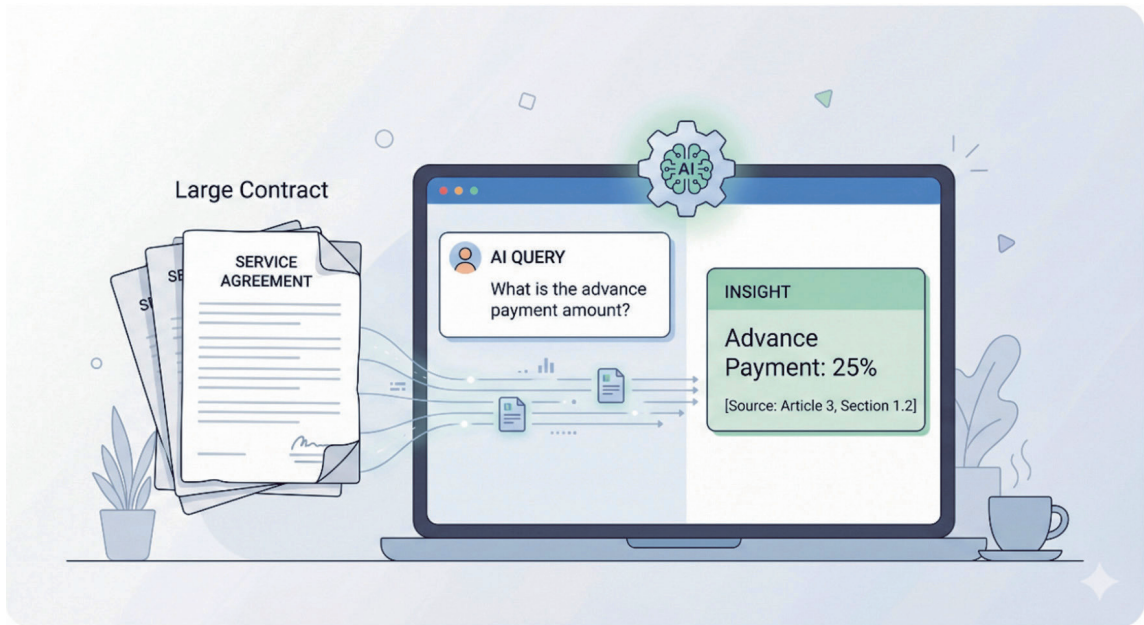 Large Contract
SERVICE
AGREEMENT
SE
AI
AI QUERY
What is the advance
payment amount?
INSIGHT
Advance
Payment: 25%
[Source: Article 3, Section 1.2]